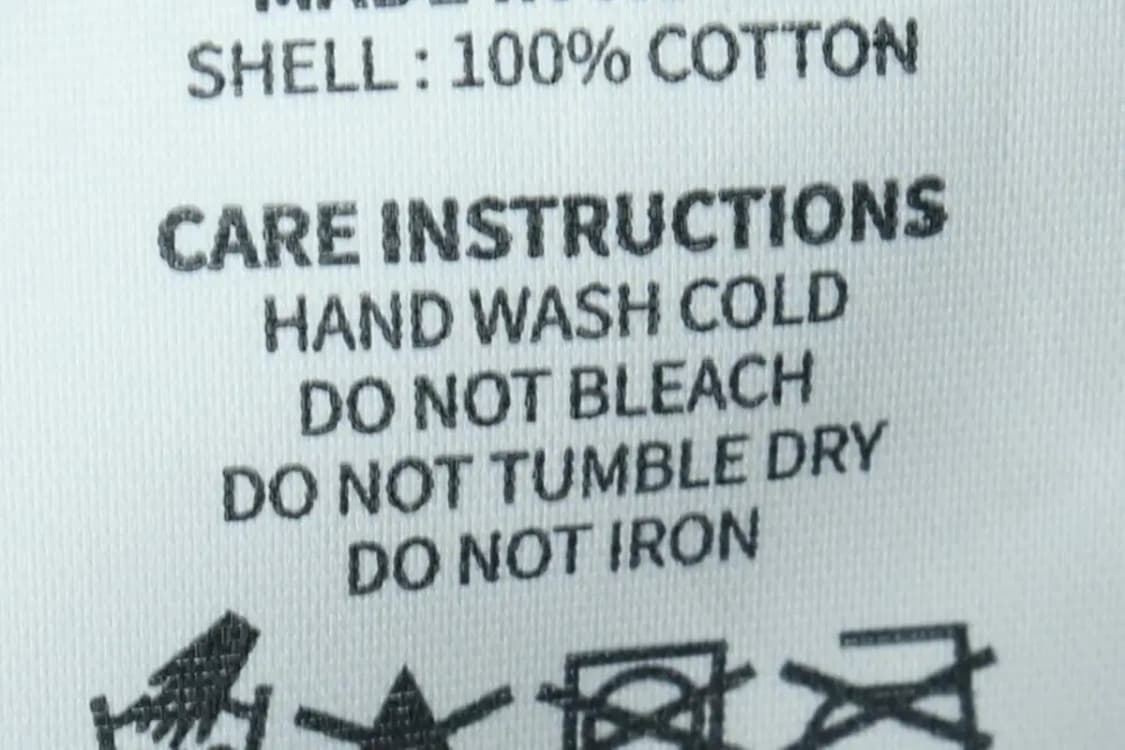 SHELL : 100% COTTON
CARE INSTRUCTIONS
HAND WASH COLD
DO NOT BLEACH
DO NOT TUMBLE DRY
DO NOT IRON